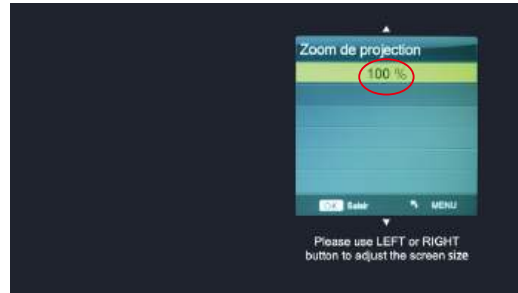 Zoom de projection
100 %
OK Saisir MENU
Please use LEFT or RIGHT
button to adjust the screen size